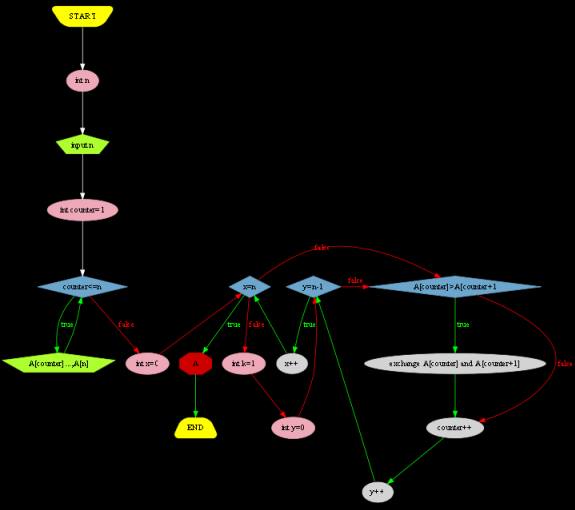 START
int n
input n
int counter=1
counter<=n
true
false
A[counter]...,A[n]
int x=0
x=n
true
false
A
END
int k=1
int y=0
y=n-1
true
false
x++
false
A[counter]>A[counter+1
true
false
exchange A[counter] and A[counter+1]
counter++
y++